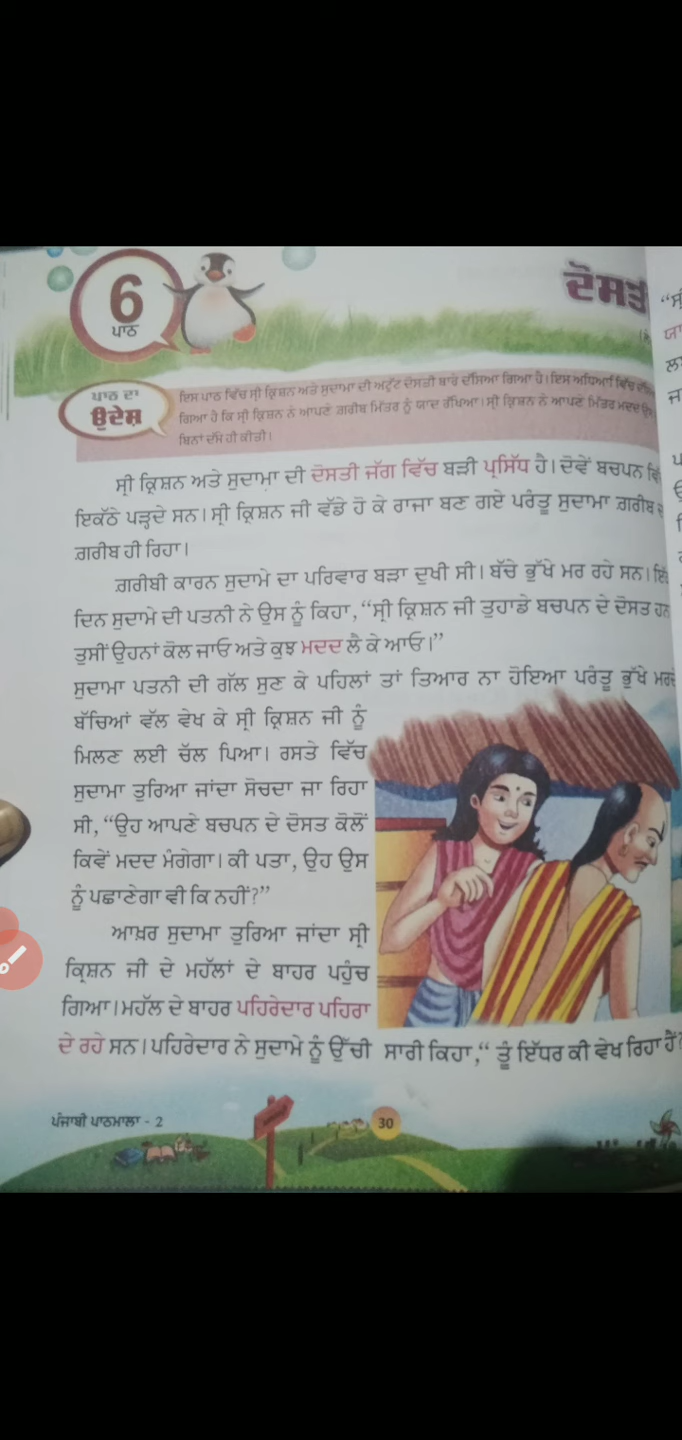 6
ਪਾਠ
ਦੋਸਤੀ
ਪਾਠ ਦਾ
ਉਦੇਸ਼
ਇਸ ਪਾਠ ਵਿੱਚ ਸ੍ਰੀ ਕ੍ਰਿਸ਼ਨ ਅਤੇ ਸੁਦਾਮਾ ਦੀ ਅਟੁੱਟ ਦੋਸਤੀ ਬਾਰੇ ਦੱਸਿਆ ਗਿਆ ਹੈ। ਇਸ ਅਧਿਆਇ ਵਿੱਚ
ਗਿਆ ਹੈ ਕਿ ਸ੍ਰੀ ਕ੍ਰਿਸ਼ਨ ਨੇ ਆਪਣੇ ਗ਼ਰੀਬ ਮਿੱਤਰ ਨੂੰ ਯਾਦ ਰੱਖਿਆ। ਸ੍ਰੀ ਕ੍ਰਿਸ਼ਨ ਨੇ ਆਪਣੇ ਮਿੱਤਰ ਮਦਦ
ਬਿਨਾਂ ਦੱਸੇ ਹੀ ਕੀਤੀ।
ਸ੍ਰੀ ਕ੍ਰਿਸ਼ਨ ਅਤੇ ਸੁਦਾਮਾ ਦੀ ਦੋਸਤੀ ਜੱਗ ਵਿੱਚ ਬੜੀ ਪ੍ਰਸਿੱਧ ਹੈ। ਦੋਵੇਂ ਬਚਪਨ
ਇਕੱਠੇ ਪੜ੍ਹਦੇ ਸਨ। ਸ੍ਰੀ ਕ੍ਰਿਸ਼ਨ ਜੀ ਵੱਡੇ ਹੋ ਕੇ ਰਾਜਾ ਬਣ ਗਏ ਪਰੰਤੂ ਸੁਦਾਮਾ ਗ਼ਰੀਬ
ਗ਼ਰੀਬ ਹੀ ਰਿਹਾ।
ਗ਼ਰੀਬੀ ਕਾਰਨ ਸੁਦਾਮੇ ਦਾ ਪਰਿਵਾਰ ਬੜਾ ਦੁਖੀ ਸੀ। ਬੱਚੇ ਭੁੱਖੇ ਮਰ ਰਹੇ ਸਨ।
ਦਿਨ ਸੁਦਾਮੇ ਦੀ ਪਤਨੀ ਨੇ ਉਸ ਨੂੰ ਕਿਹਾ, “ਸ੍ਰੀ ਕ੍ਰਿਸ਼ਨ ਜੀ ਤੁਹਾਡੇ ਬਚਪਨ ਦੇ ਦੋਸਤ ਹਨ
ਤੁਸੀਂ ਉਹਨਾਂ ਕੋਲ ਜਾਓ ਅਤੇ ਕੁਝ ਮਦਦ ਲੈ ਕੇ ਆਓ।”
ਸੁਦਾਮਾ ਪਤਨੀ ਦੀ ਗੱਲ ਸੁਣ ਕੇ ਪਹਿਲਾਂ ਤਾਂ ਤਿਆਰ ਨਾ ਹੋਇਆ ਪਰੰਤੂ ਭੁੱਖੇ ਮਰਦੇ
ਬੱਚਿਆਂ ਵੱਲ ਵੇਖ ਕੇ ਸ੍ਰੀ ਕ੍ਰਿਸ਼ਨ ਜੀ ਨੂੰ
ਮਿਲਣ ਲਈ ਚੱਲ ਪਿਆ। ਰਸਤੇ ਵਿੱਚ
ਸੁਦਾਮਾ ਤੁਰਿਆ ਜਾਂਦਾ ਸੋਚਦਾ ਜਾ ਰਿਹਾ
ਸੀ, “ਉਹ ਆਪਣੇ ਬਚਪਨ ਦੇ ਦੋਸਤ ਕੋਲੋਂ
ਕਿਵੇਂ ਮਦਦ ਮੰਗੇਗਾ। ਕੀ ਪਤਾ, ਉਹ ਉਸ
ਨੂੰ ਪਛਾਣੇਗਾ ਵੀ ਕਿ ਨਹੀਂ?”
ਆਖ਼ਰ ਸੁਦਾਮਾ ਤੁਰਿਆ ਜਾਂਦਾ ਸ੍ਰੀ
ਕ੍ਰਿਸ਼ਨ ਜੀ ਦੇ ਮਹੱਲਾਂ ਦੇ ਬਾਹਰ ਪਹੁੰਚ
ਗਿਆ। ਮਹੱਲ ਦੇ ਬਾਹਰ ਪਹਿਰੇਦਾਰ ਪਹਿਰਾ
ਦੇ ਰਹੇ ਸਨ। ਪਹਿਰੇਦਾਰ ਨੇ ਸੁਦਾਮੇ ਨੂੰ ਉੱਚੀ ਸਾਰੀ ਕਿਹਾ, “ ਤੂੰ ਇੱਧਰ ਕੀ ਵੇਖ ਰਿਹਾ ਹੈਂ
ਪੰਜਾਬੀ ਪਾਠਮਾਲਾ - 2
30